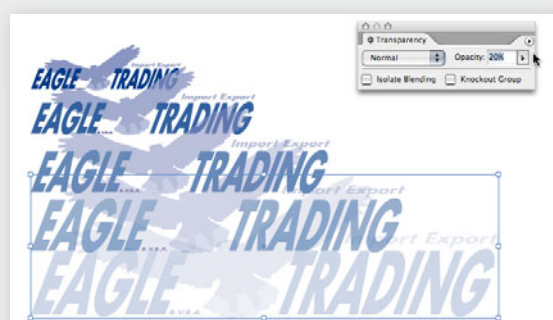 Transparency
Normal Opacity: 20%
Isolate Blending Knockout Group
Import Export
EAGLE TRADING
Import Export
EAGLE TRADING
Import Export
EAGLE TRADING
Import Export
EAGLE TRADING
Import Export
EAGLE TRADING